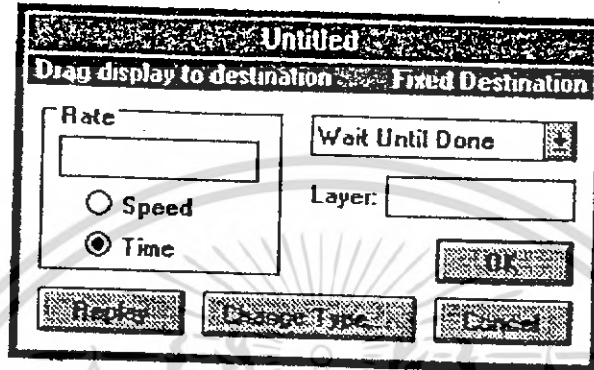 Untitled
Drag display to destination Fixed Destination
Rate
Wait Until Done
Speed
Layer:
Time
OK
Replay Change Type... Cancel